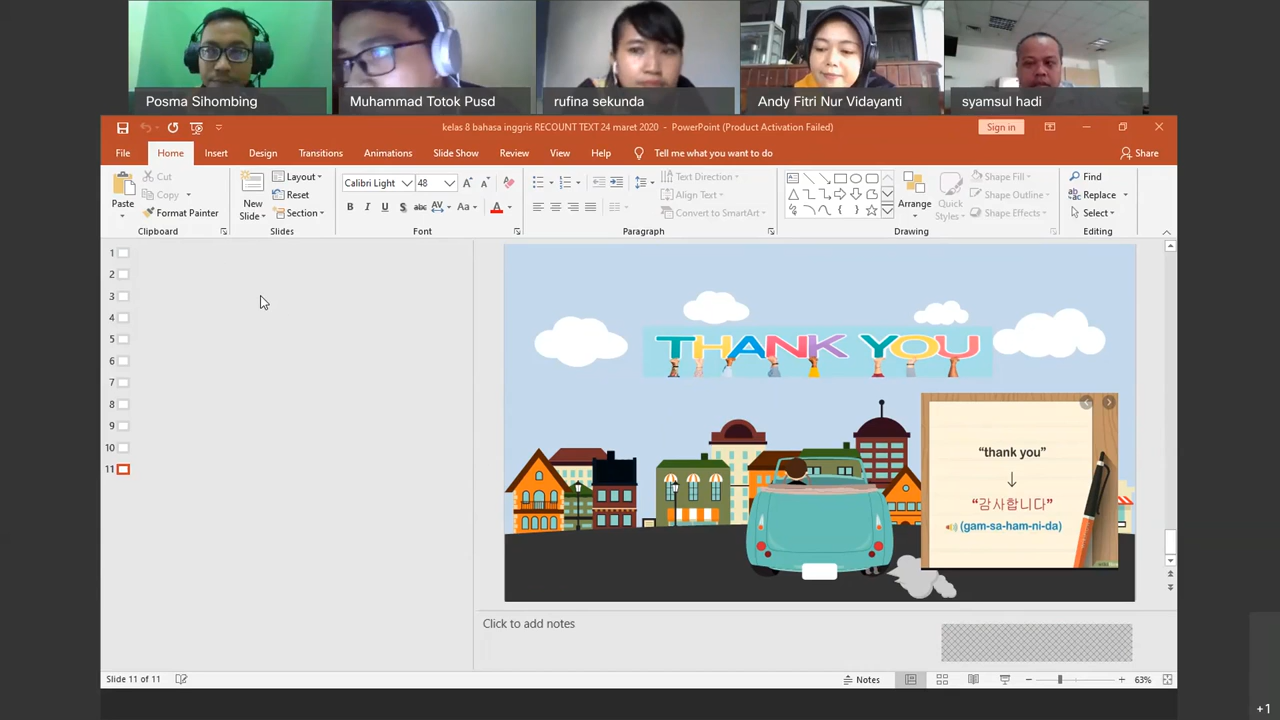 Posma Sihombing
Muhammad Totok Pusd
rufina sekunda
Andy Fitri Nur Vidayanti
syamsul hadi
kelas 8 bahasa inggris RECOUNT TEXT 24 maret 2020 - PowerPoint (Product Activation Failed)
Sign in
File Home Insert Design Transitions Animations Slide Show Review View Help Tell me what you want to do Share
Paste
Cut
Copy
Format Painter
Clipboard
New Slide
Layout
Reset
Section
Slides
Calibri Light 48
Font
Text Direction
Align Text
Convert to SmartArt
Paragraph
Arrange
Quick Styles
Shape Fill
Shape Outline
Shape Effects
Drawing
Find
Replace
Select
Editing
1
2
3
4
5
6
7
8
9
10
11
THANK YOU
“thank you”
“감사합니다”
(gam-sa-ham-ni-da)
Click to add notes
Slide 11 of 11
Notes
63%
+1